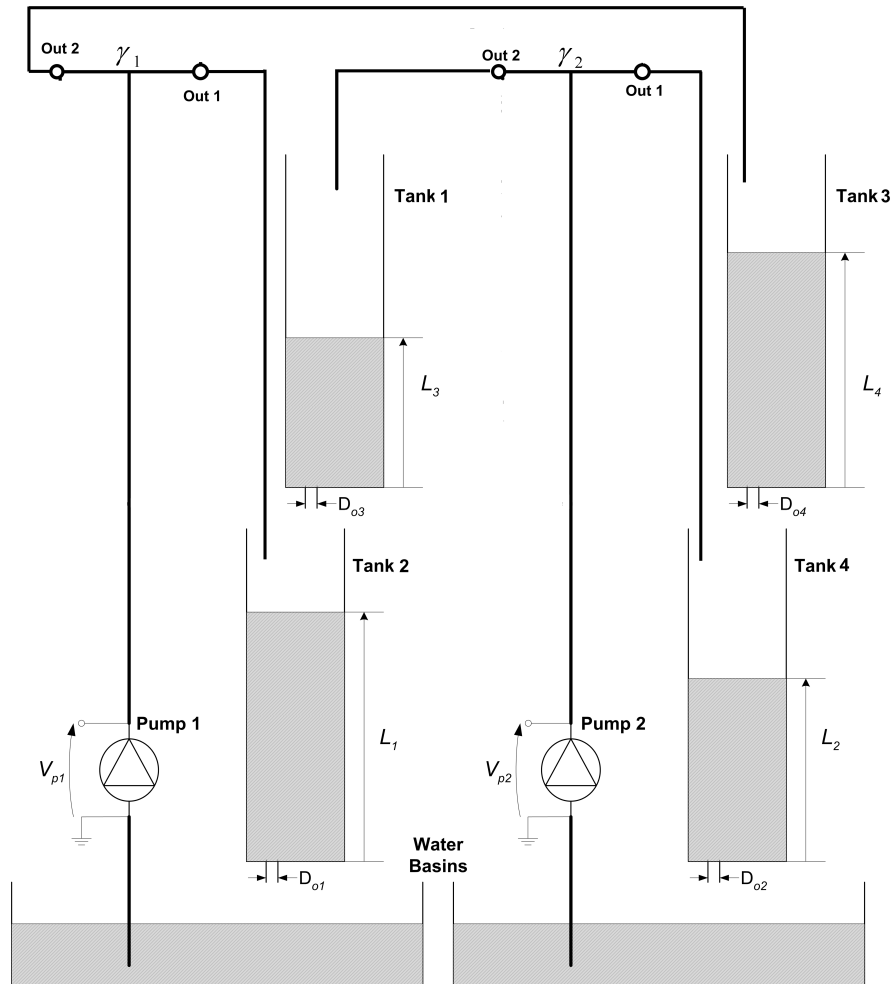 Out 2
γ1
Out 1
Out 2
γ2
Out 1
Tank 1
Tank 3
L3
L4
Do3
Do4
Tank 2
Tank 4
Pump 1
Pump 2
Vp1
L1
Vp2
L2
Water
Basins
Do1
Do2